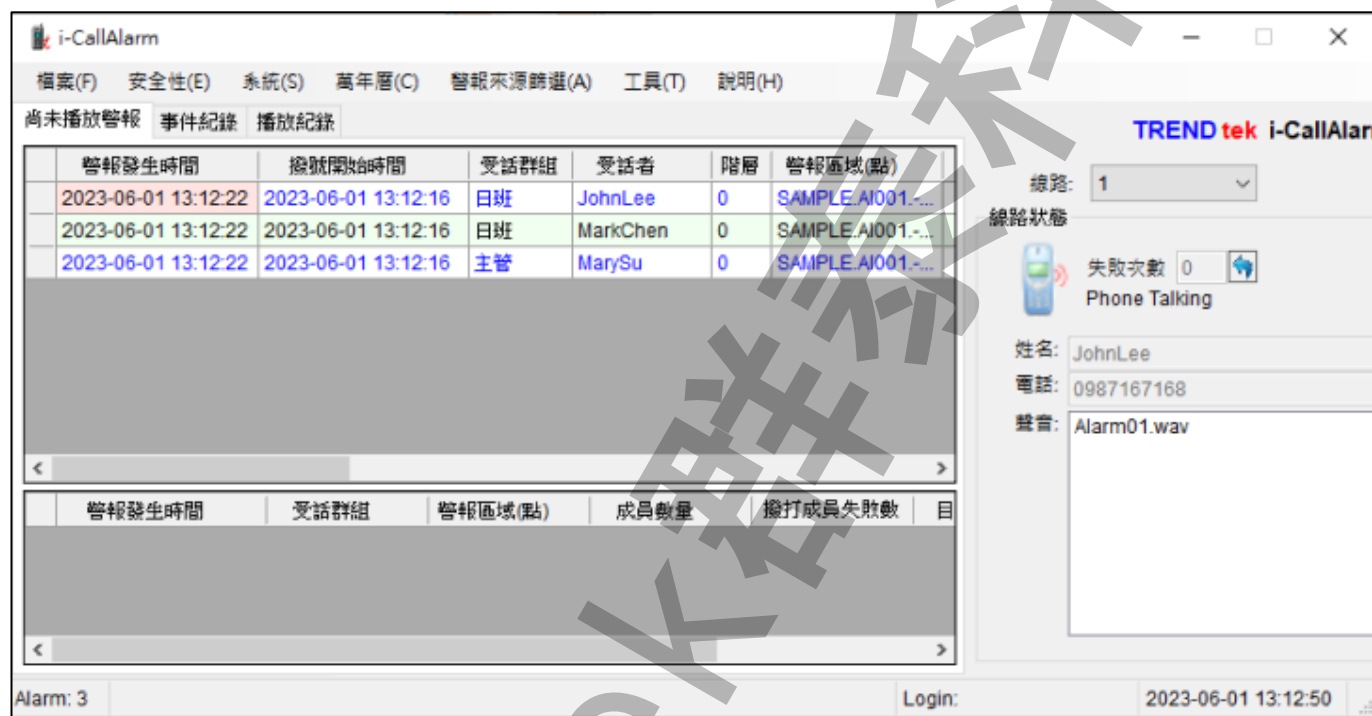 i-CallAlarm
檔案(F) 安全性(E) 系統(S) 萬年曆(C) 警報來源篩選(A) 工具(T) 說明(H)
尚未播放警報 事件紀錄 播放紀錄
警報發生時間 撥號開始時間 受話群組 受話者 階層 警報區域(點)
2023-06-01 13:12:22 2023-06-01 13:12:16 日班 JohnLee 0 SAMPLE.AI001.-...
2023-06-01 13:12:22 2023-06-01 13:12:16 日班 MarkChen 0 SAMPLE.AI001.-...
2023-06-01 13:12:22 2023-06-01 13:12:16 主管 MarySu 0 SAMPLE.AI001.-...
警報發生時間 受話群組 警報區域(點) 成員數量 撥打成員失敗數 目
TRENDtek i-CallAlarm
線路: 1
線路狀態
失敗次數 0
Phone Talking
姓名: JohnLee
電話: 0987167168
聲音: Alarm01.wav
Alarm: 3 Login: 2023-06-01 13:12:50
群泰科